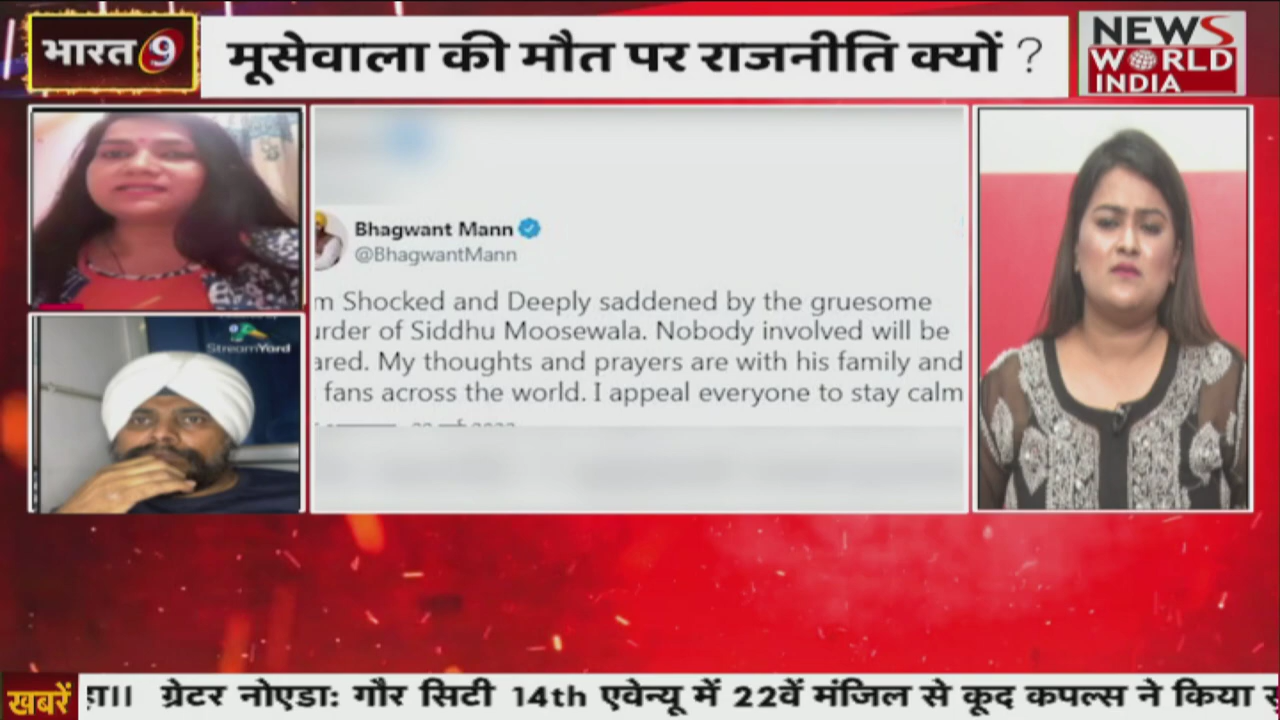 भारत 9
मूसेवाला की मौत पर राजनीति क्यों ?
NEWS
WORLD
INDIA
StreamYard
Bhagwant Mann
@BhagwantMann
m Shocked and Deeply saddened by the gruesome
urder of Siddhu Moosewala. Nobody involved will be
ared. My thoughts and prayers are with his family and
fans across the world. I appeal everyone to stay calm
खबरें
ग्रेटर नोएडा: गौर सिटी 14th एवेन्यू में 22वें मंजिल से कूद कपल्स ने किया